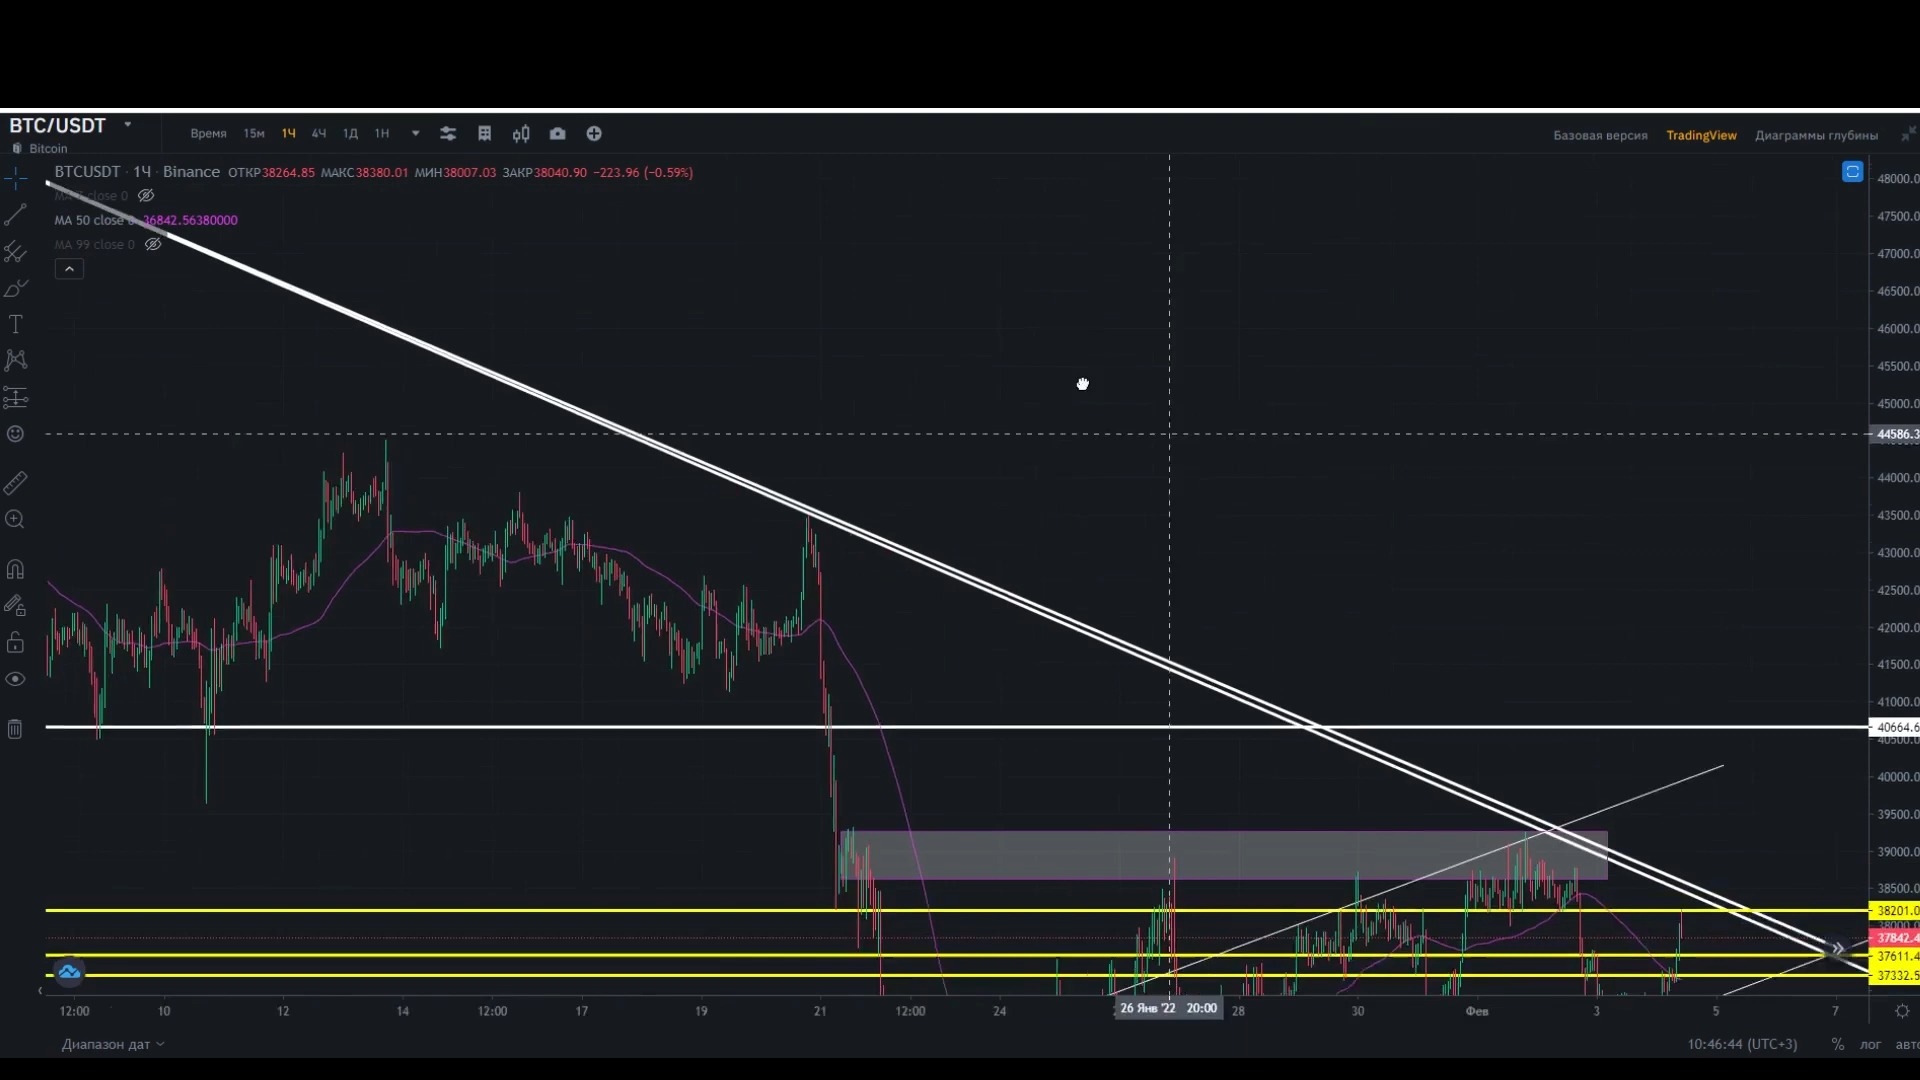 BTC/USDT
Время 15м 1Ч 4Ч 1Д 1Н
Базовая версия TradingView Диаграммы глубины
Bitcoin
BTCUSDT · 1Ч · Binance ОТКР38264.85 МАКС38380.01 МИН38007.03 ЗАКР38040.90 −223.96 (−0.59%)
close 0
MA 50 close 0 36842.56380000
MA 99 close 0
48000.0
47500.0
47000.0
46500.0
46000.0
45500.0
45000.0
44586.3
44000.0
43500.0
43000.0
42500.0
42000.0
41500.0
41000.0
40664.6
40500.0
40000.0
39500.0
39000.0
38500.0
38201.0
38000.0
37842.4
37611.4
37332.5
12:00 10 12 14 12:00 17 19 21 12:00 24 26 Янв '22 20:00 28 30 Фев 3 5 7
Диапазон дат
10:46:44 (UTC+3) % лог авто